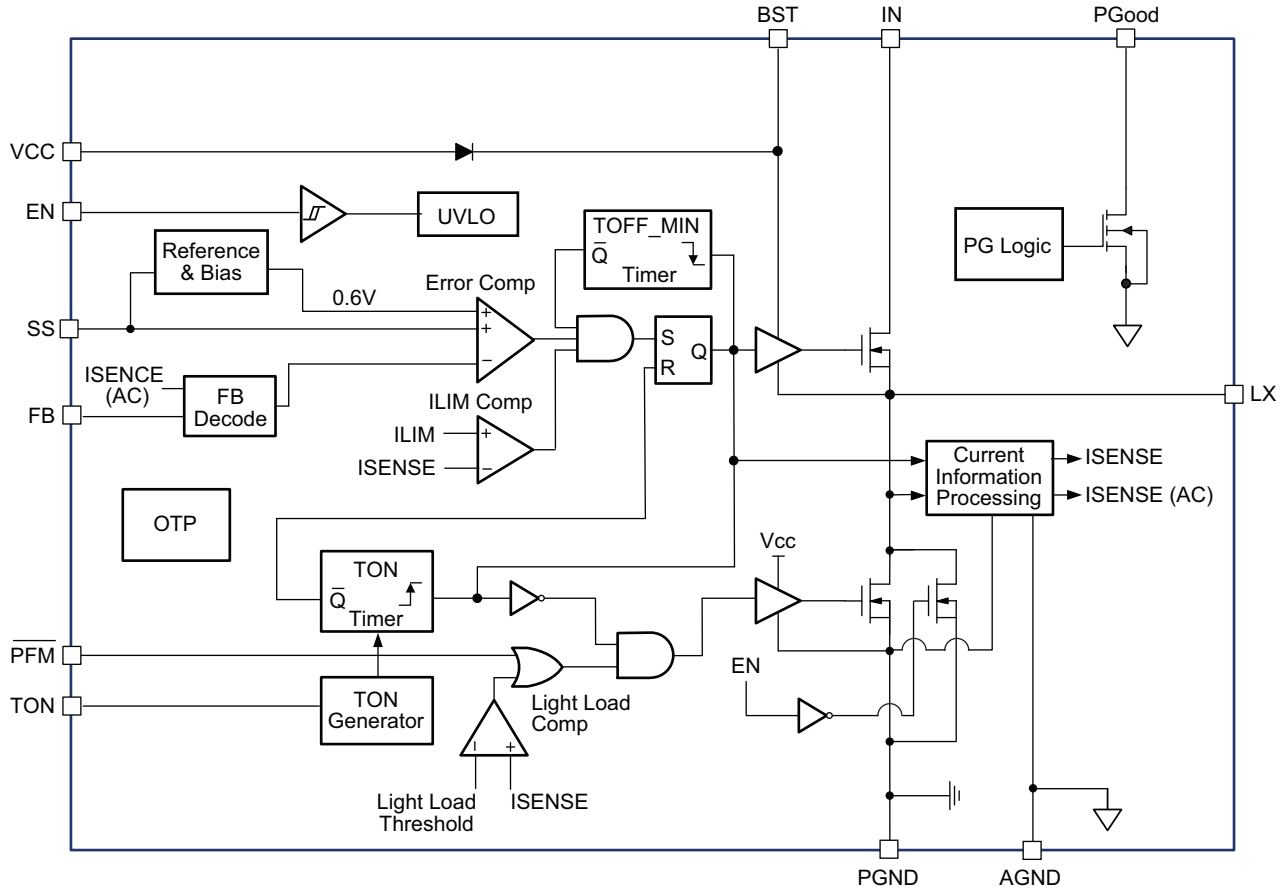 BST
IN
PGood
VCC
EN
UVLO
TOFF_MIN
Q̅
Timer
PG Logic
Reference
& Bias
Error Comp
0.6V
+
+
−
SS
S
Q
R
ISENCE
(AC)
FB
Decode
FB
ILIM Comp
ILIM
+
ISENSE
−
LX
Current
Information
Processing
ISENSE
ISENSE (AC)
OTP
Vcc
TON
Q̅
Timer
P̅F̅M̅
EN
TON
TON
Generator
Light Load
Comp
− +
Light Load
Threshold
ISENSE
PGND
AGND